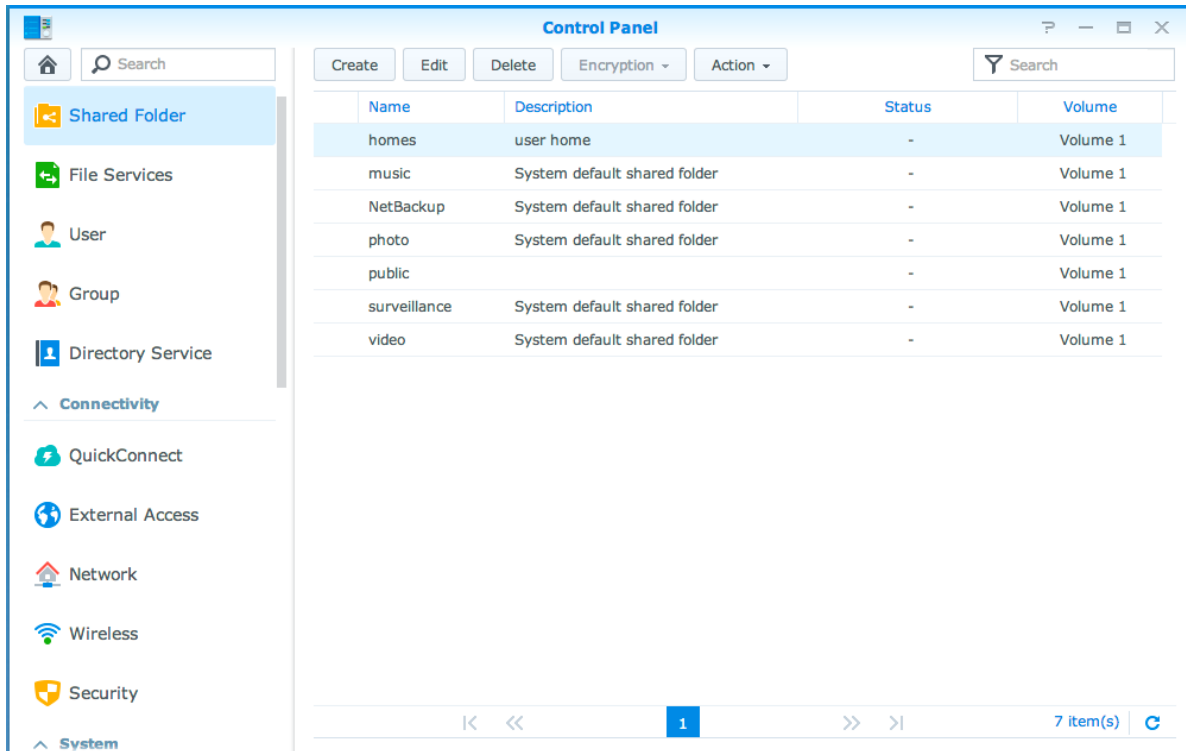 Control Panel
Search
Create Edit Delete Encryption Action Search
Shared Folder
File Services
User
Group
Directory Service
Connectivity
QuickConnect
External Access
Network
Wireless
Security
System
Name Description Status Volume
homes user home - Volume 1
music System default shared folder - Volume 1
NetBackup System default shared folder - Volume 1
photo System default shared folder - Volume 1
public - Volume 1
surveillance System default shared folder - Volume 1
video System default shared folder - Volume 1
1 7 item(s)